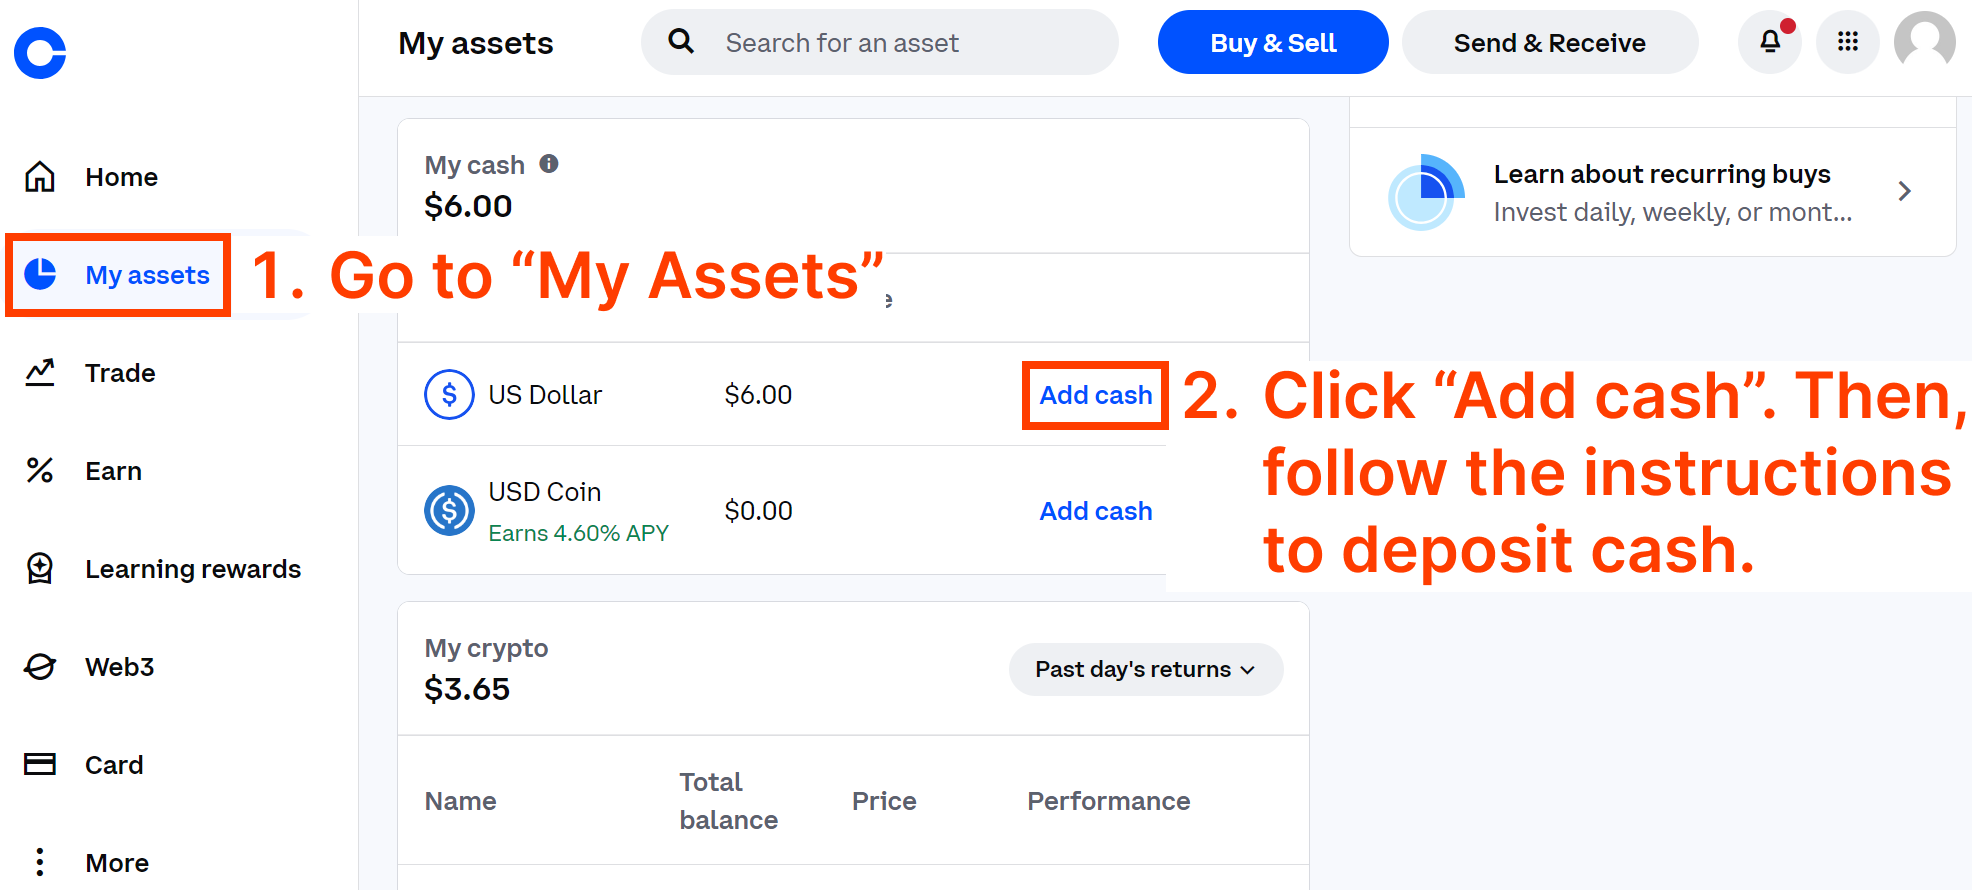 My assets
Search for an asset
Buy & Sell
Send & Receive
Home
My assets
Trade
Earn
Learning rewards
Web3
Card
More
My cash
$6.00
1. Go to “My Assets”
US Dollar $6.00 Add cash
USD Coin $0.00 Add cash
Earns 4.60% APY
2. Click “Add cash”. Then,
follow the instructions
to deposit cash.
Learn about recurring buys
Invest daily, weekly, or mont...
My crypto
$3.65
Past day's returns
Name
Total
balance
Price
Performance